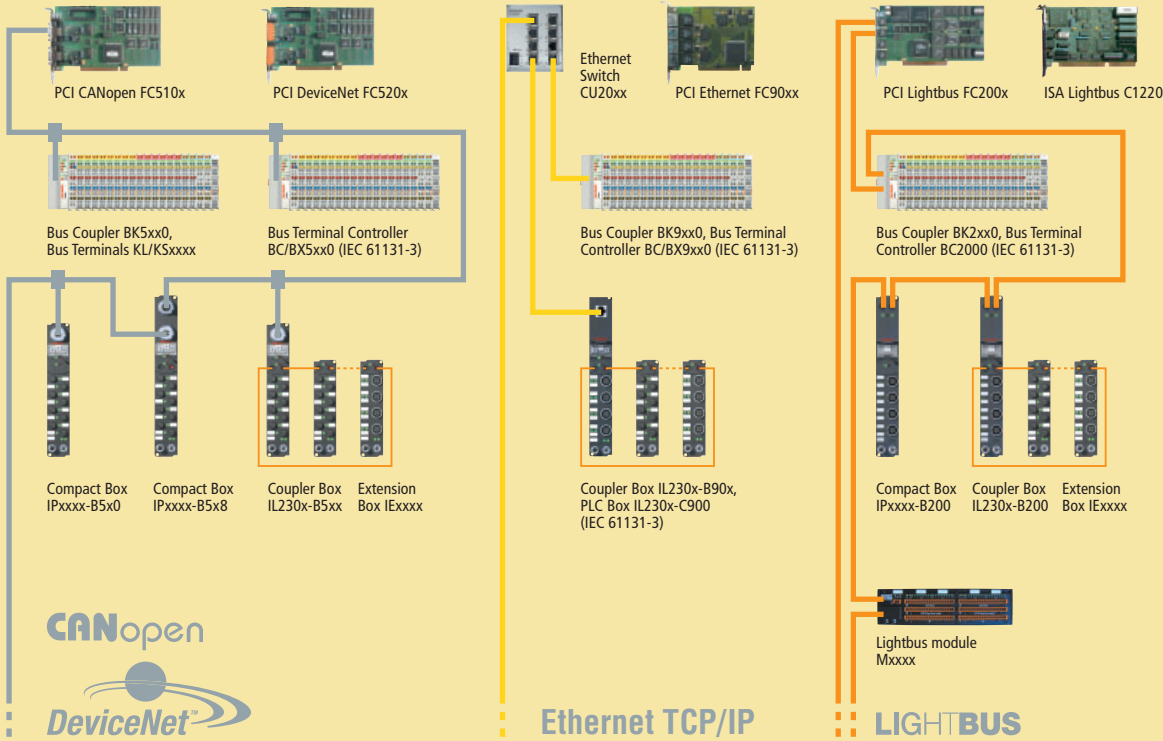 PCI CANopen FC510x
PCI DeviceNet FC520x
Ethernet
Switch
CU20xx
PCI Ethernet FC90xx
PCI Lightbus FC200x
ISA Lightbus C1220
Bus Coupler BK5xx0,
Bus Terminals KL/KSxxxx
Bus Terminal Controller
BC/BX5xx0 (IEC 61131-3)
Bus Coupler BK9xx0, Bus Terminal
Controller BC/BX9xx0 (IEC 61131-3)
Bus Coupler BK2xx0, Bus Terminal
Controller BC2000 (IEC 61131-3)
Compact Box
IPxxxx-B5x0
Compact Box
IPxxxx-B5x8
Coupler Box
IL230x-B5xx
Extension
Box IExxxx
Coupler Box IL230x-B90x,
PLC Box IL230x-C900
(IEC 61131-3)
Compact Box
IPxxxx-B200
Coupler Box
IL230x-B200
Extension
Box IExxxx
Lightbus module
Mxxxx
CANopen
DeviceNet™
Ethernet TCP/IP
LIGHTBUS